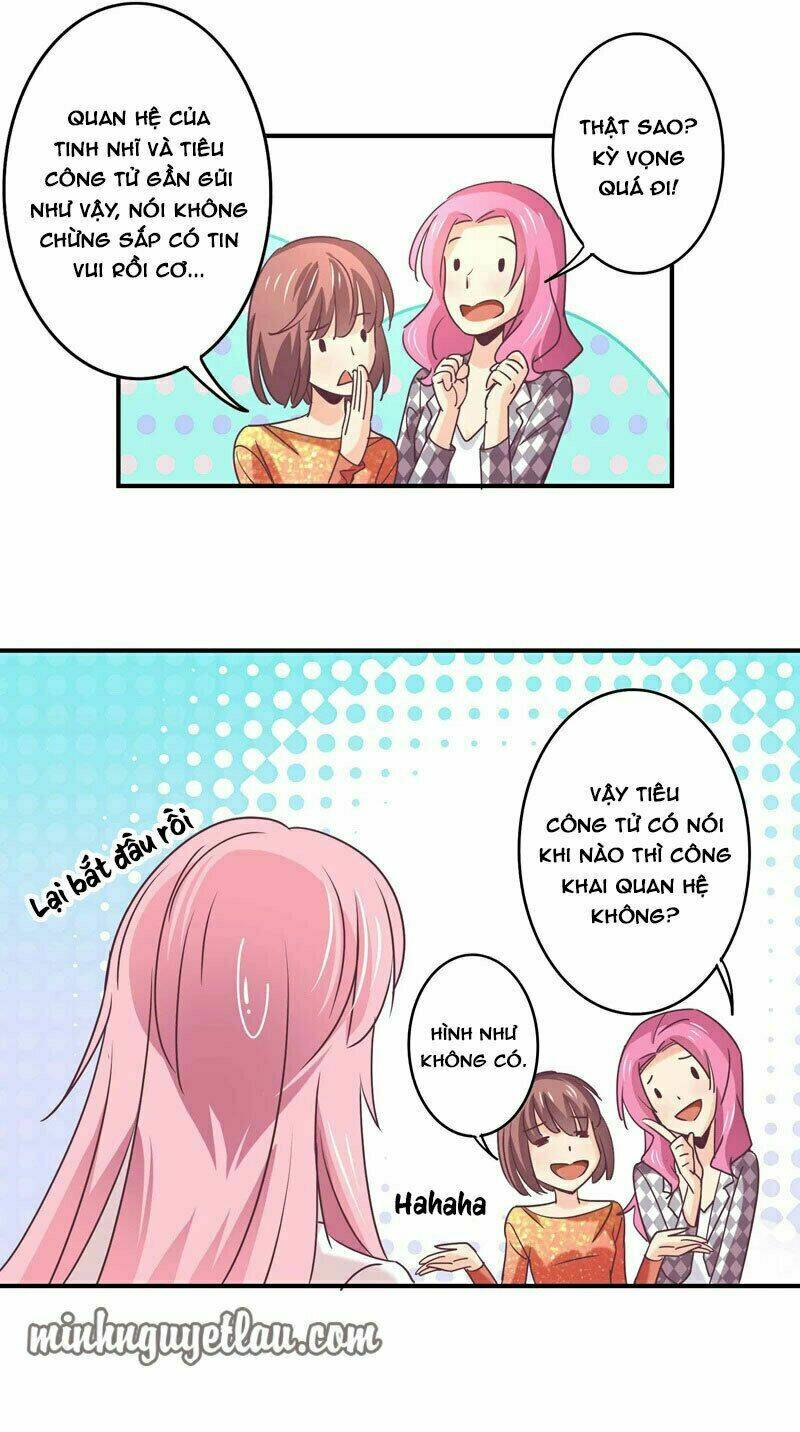 QUAN HỆ CỦA
TINH NHĨ VÀ TIÊU
CÔNG TỬ GẦN GŨI
NHƯ VẬY, NÓI KHÔNG
CHỪNG SẮP CÓ TIN
VUI RỒI CƠ...
THẬT SAO?
KỲ VỌNG
QUÁ ĐI!
Lại bắt đầu rồi
VẬY TIÊU
CÔNG TỬ CÓ NÓI
KHI NÀO THÌ CÔNG
KHAI QUAN HỆ
KHÔNG?
HÌNH NHƯ
KHÔNG CÓ.
Hahaha
minhnguyetlau.com